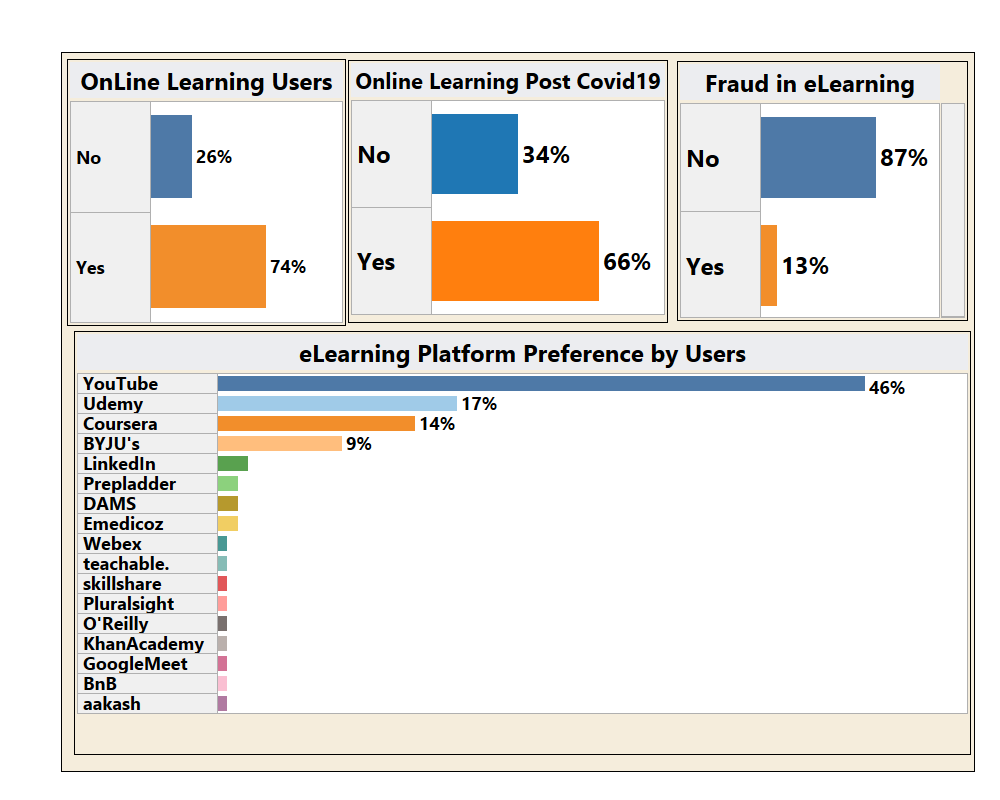 OnLine Learning Users
No
26%
Yes
74%
Online Learning Post Covid19
No
34%
Yes
66%
Fraud in eLearning
No
87%
Yes
13%
eLearning Platform Preference by Users
YouTube
46%
Udemy
17%
Coursera
14%
BYJU's
9%
LinkedIn
Prepladder
DAMS
Emedicoz
Webex
teachable.
skillshare
Pluralsight
O'Reilly
KhanAcademy
GoogleMeet
BnB
aakash